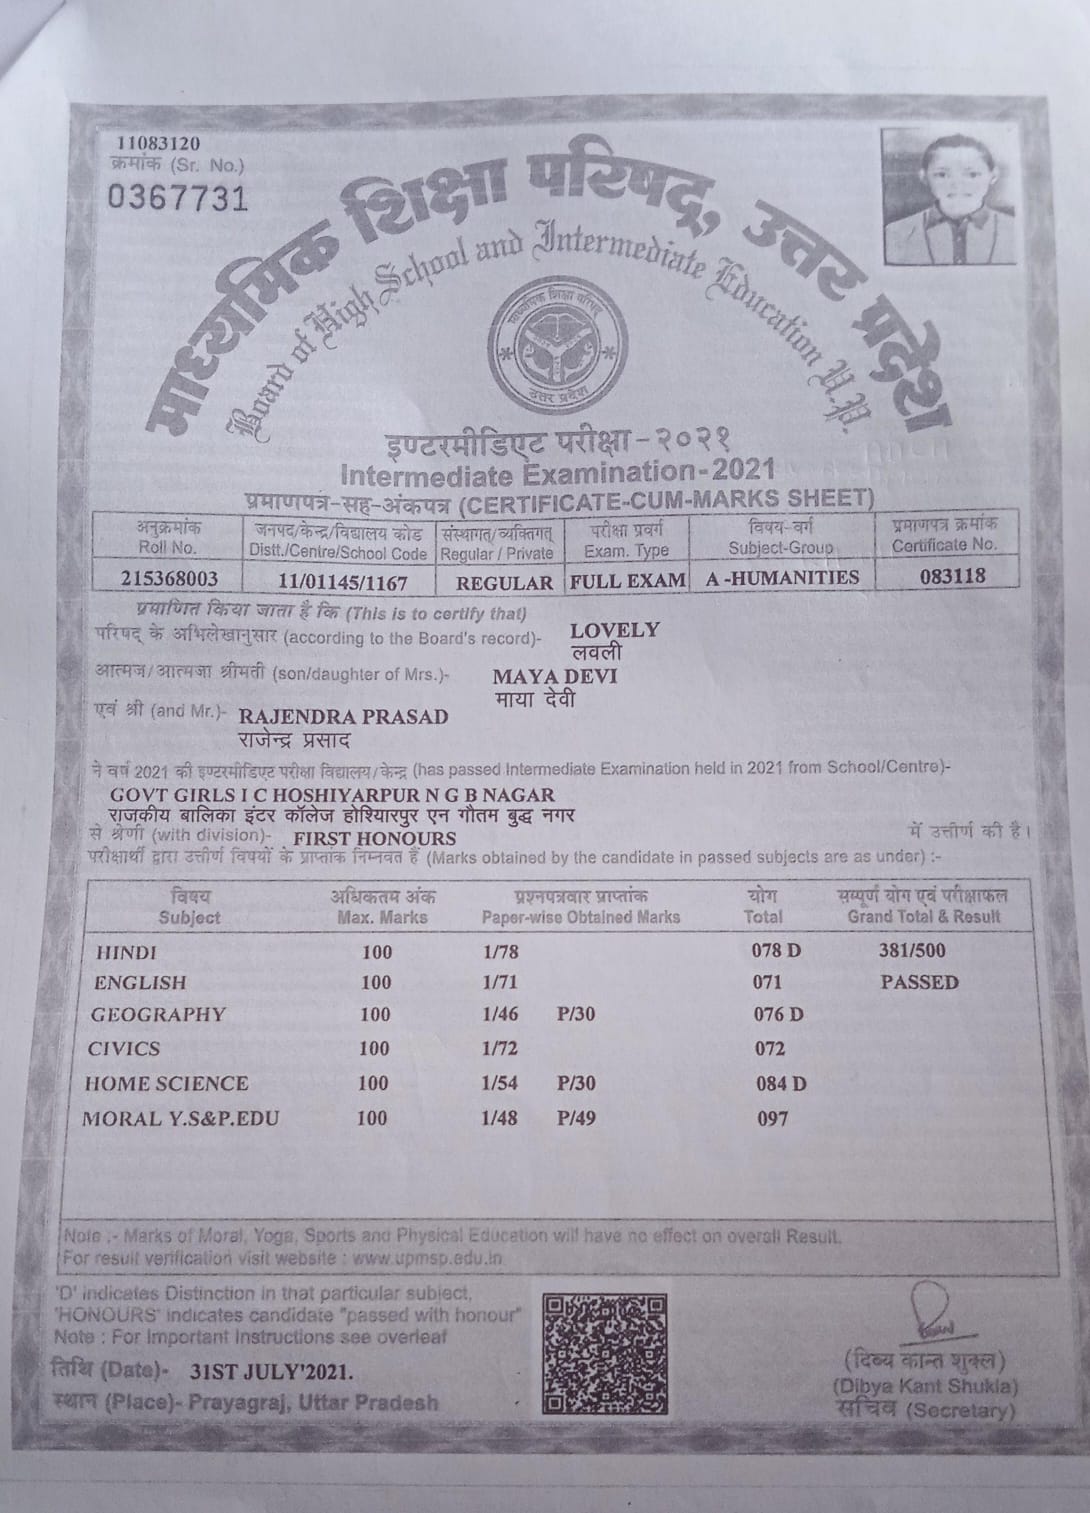 11083120
क्रमांक (Sr. No.)
0367731
माध्यमिक शिक्षा परिषद्, उत्तर प्रदेश
Board of High School and Intermediate Education U.P.
माध्यमिक शिक्षा परिषद
उत्तर प्रदेश
इण्टरमीडिएट परीक्षा-२०२१
Intermediate Examination-2021
प्रमाणपत्र-सह-अंकपत्र (CERTIFICATE-CUM-MARKS SHEET)
अनुक्रमांक जनपद/केन्द्र/विद्यालय कोड संस्थागत/व्यक्तिगत् परीक्षा प्रवर्ग विषय-वर्ग प्रमाणपत्र क्रमांक
Roll No. Distt./Centre/School Code Regular / Private Exam. Type Subject-Group Certificate No.
215368003 11/01145/1167 REGULAR FULL EXAM A -HUMANITIES 083118
प्रमाणित किया जाता है कि (This is to certify that)
परिषद् के अभिलेखानुसार (according to the Board's record)- LOVELY
लवली
आत्मज/आत्मजा श्रीमती (son/daughter of Mrs.)- MAYA DEVI
माया देवी
एवं श्री (and Mr.)- RAJENDRA PRASAD
राजेन्द्र प्रसाद
ने वर्ष 2021 की इण्टरमीडिएट परीक्षा विद्यालय/केन्द्र (has passed Intermediate Examination held in 2021 from School/Centre)-
GOVT GIRLS I C HOSHIYARPUR N G B NAGAR
राजकीय बालिका इंटर कॉलेज होश्यिारपुर एन गौतम बुद्ध नगर
से श्रेणी (with division)- FIRST HONOURS में उत्तीर्ण की है।
परीक्षार्थी द्वारा उत्तीर्ण विषयों के प्राप्तांक निम्नवत हैं (Marks obtained by the candidate in passed subjects are as under) :-
विषय अधिकतम अंक प्रश्नपत्रवार प्राप्तांक योग सम्पूर्ण योग एवं परीक्षाफल
Subject Max. Marks Paper-wise Obtained Marks Total Grand Total & Result
HINDI 100 1/78 078 D 381/500
ENGLISH 100 1/71 071 PASSED
GEOGRAPHY 100 1/46 P/30 076 D
CIVICS 100 1/72 072
HOME SCIENCE 100 1/54 P/30 084 D
MORAL Y.S&P.EDU 100 1/48 P/49 097
Note :- Marks of Moral, Yoga, Sports and Physical Education will have no effect on overall Result.
For result verification visit website : www.upmsp.edu.in
'D' indicates Distinction in that particular subject,
'HONOURS' indicates candidate "passed with honour"
Note : For Important Instructions see overleaf
तिथि (Date)- 31ST JULY'2021.
स्थान (Place)- Prayagraj, Uttar Pradesh
(दिव्य कान्त शुक्ल)
(Dibya Kant Shukla)
सचिव (Secretary)